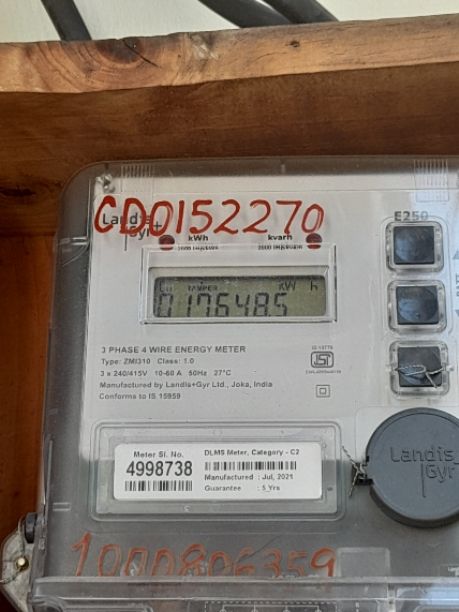 CD0152270
Landis+
Gyr
E250
kWh kvarh
TAMPER KW h
017648.5
3 PHASE 4 WIRE ENERGY METER
Type: ZMI310 Class: 1.0
3 x 240/415V 10-60 A 50Hz 27°C
Manufactured by Landis+Gyr Ltd., Joka, India
Conforms to IS 15959
Meter Sl. No.
4998738
DLMS Meter, Category - C2
Manufactured : Jul, 2021
Guarantee : 5 Yrs
Landis
Gyr
1000806359